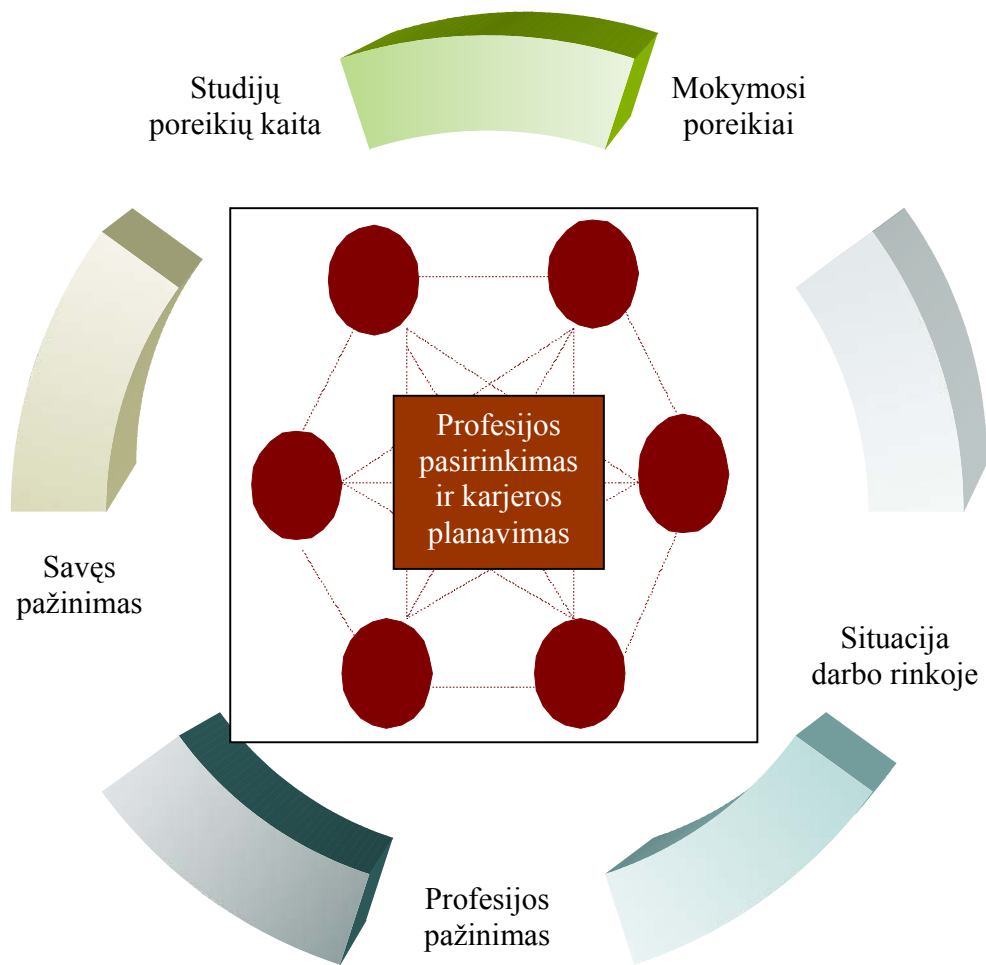 Studijų
poreikių kaita
Mokymosi
poreikiai
Profesijos
pasirinkimas
ir karjeros
planavimas
Savęs
pažinimas
Situacija
darbo rinkoje
Profesijos
pažinimas